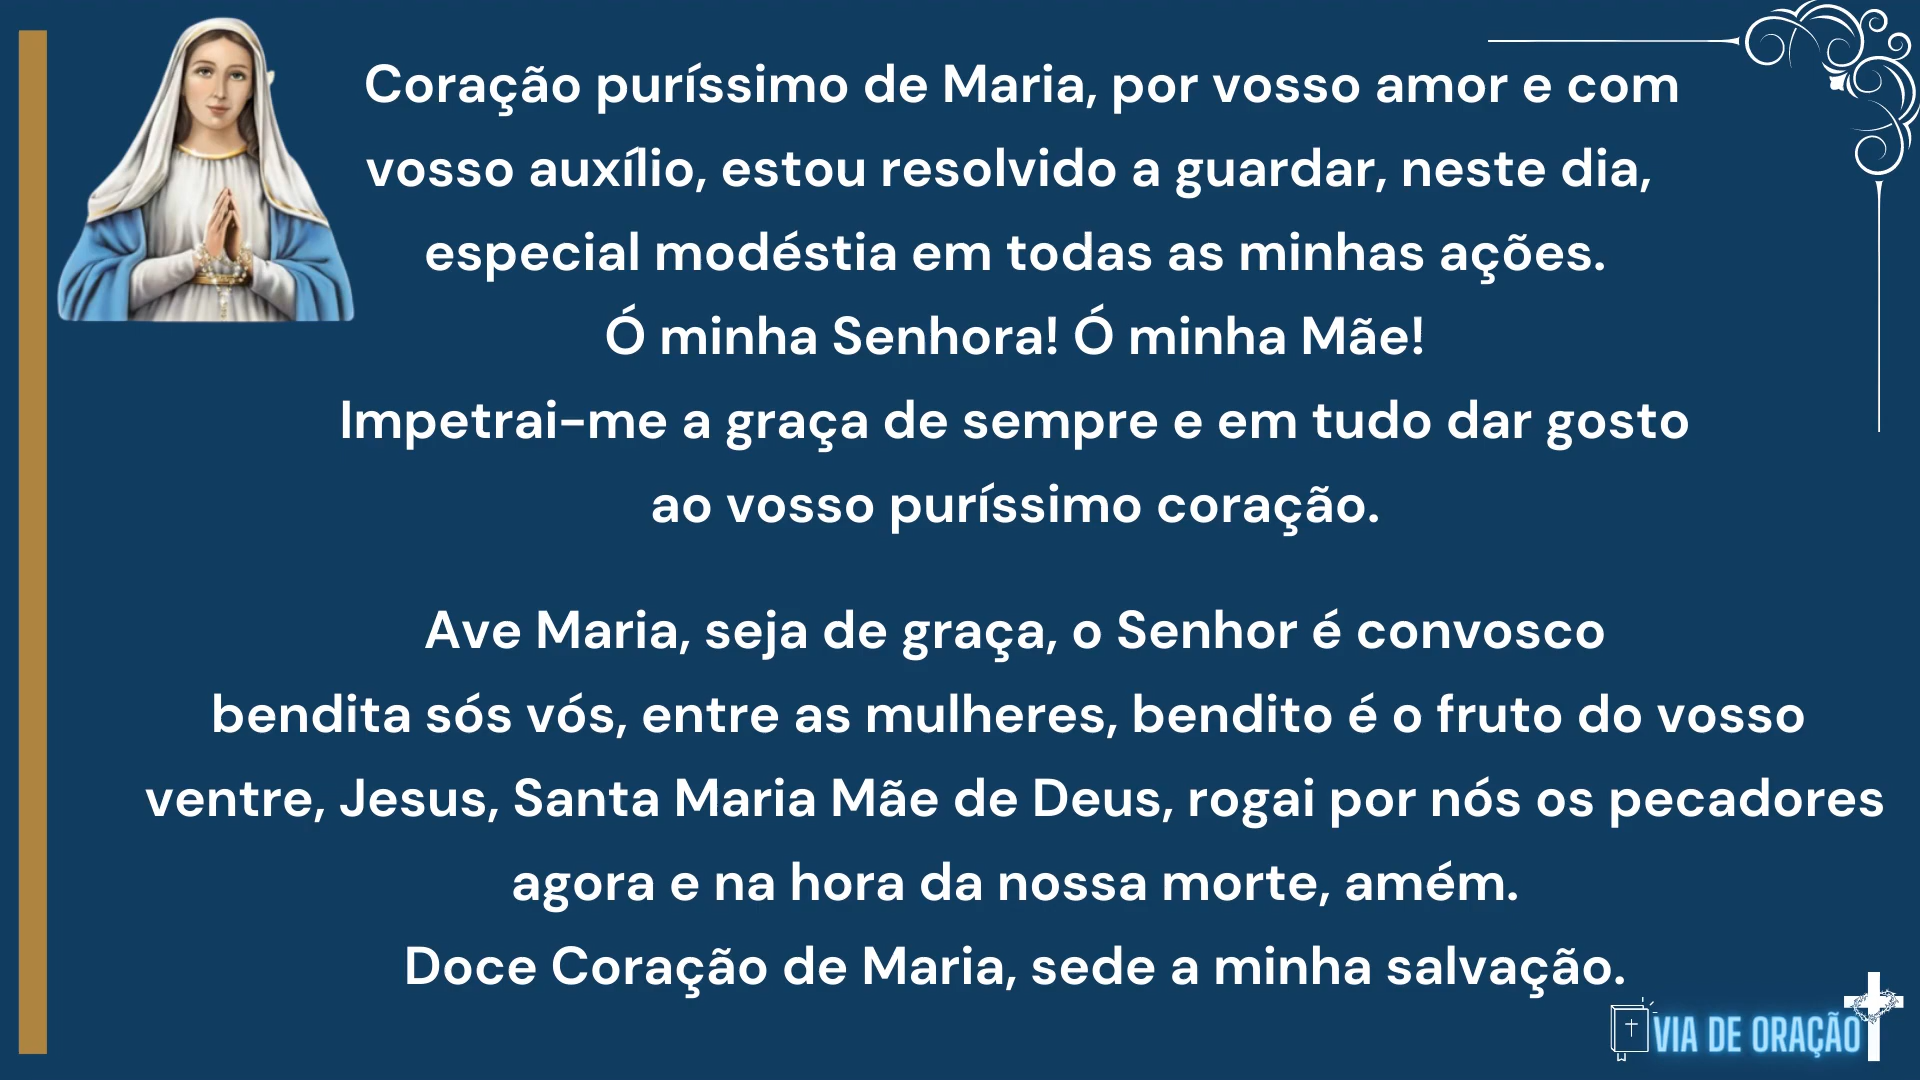 Coração puríssimo de Maria, por vosso amor e com
vosso auxílio, estou resolvido a guardar, neste dia,
especial modéstia em todas as minhas ações.
Ó minha Senhora! Ó minha Mãe!
Impetrai-me a graça de sempre e em tudo dar gosto
ao vosso puríssimo coração.
Ave Maria, seja de graça, o Senhor é convosco
bendita sós vós, entre as mulheres, bendito é o fruto do vosso
ventre, Jesus, Santa Maria Mãe de Deus, rogai por nós os pecadores
agora e na hora da nossa morte, amém.
Doce Coração de Maria, sede a minha salvação.
VIA DE ORAÇÃO